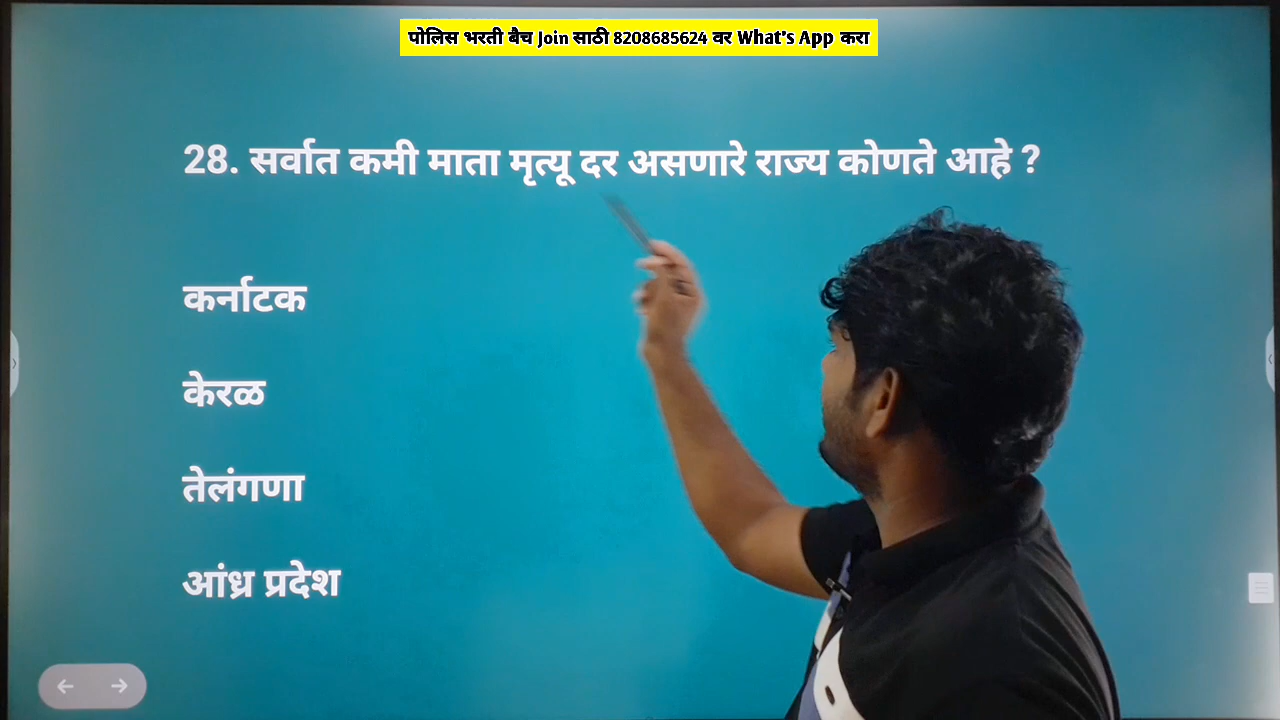 पोलिस भरती बैच Join साठी 8208685624 वर What's App करा
28. सर्वात कमी माता मृत्यू दर असणारे राज्य कोणते आहे ?
कर्नाटक
केरळ
तेलंगणा
आंध्र प्रदेश